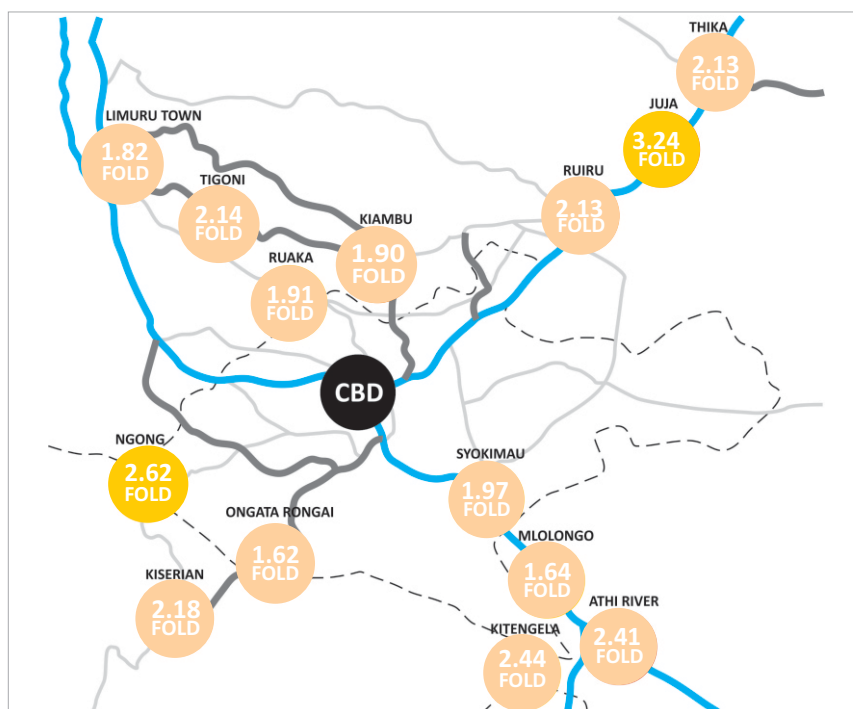 THIKA
2.13
FOLD
JUJA
3.24
FOLD
LIMURU TOWN
1.82
FOLD
RUIRU
2.13
FOLD
TIGONI
2.14
FOLD
KIAMBU
1.90
FOLD
RUAKA
1.91
FOLD
CBD
NGONG
2.62
FOLD
SYOKIMAU
1.97
FOLD
ONGATA RONGAI
1.62
FOLD
MLOLONGO
1.64
FOLD
KISERIAN
2.18
FOLD
ATHI RIVER
2.41
FOLD
KITENGELA
2.44
FOLD